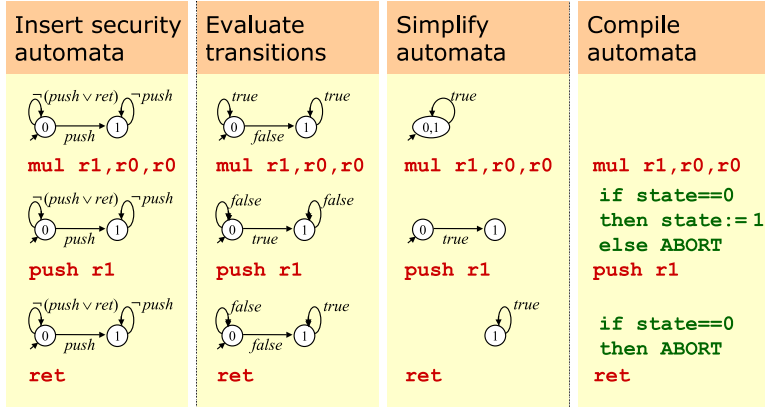 Insert security
automata
Evaluate
transitions
Simplify
automata
Compile
automata
¬(push ∨ ret)
¬push
0
push
1
mul r1,r0,r0
true
true
0
false
1
mul r1,r0,r0
true
0,1
mul r1,r0,r0
mul r1,r0,r0
¬(push ∨ ret)
¬push
0
push
1
push r1
false
false
0
true
1
push r1
0
true
1
push r1
if state==0
then state:=1
else ABORT
push r1
¬(push ∨ ret)
¬push
0
push
1
ret
false
true
0
false
1
ret
true
1
ret
if state==0
then ABORT
ret